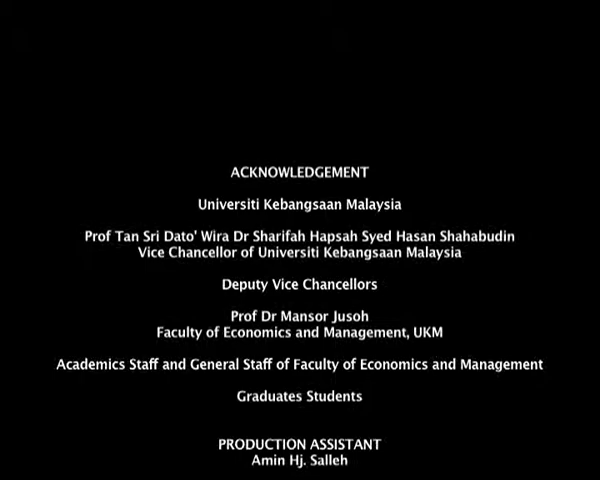 ACKNOWLEDGEMENT
Universiti Kebangsaan Malaysia
Prof Tan Sri Dato' Wira Dr Sharifah Hapsah Syed Hasan Shahabudin
Vice Chancellor of Universiti Kebangsaan Malaysia
Deputy Vice Chancellors
Prof Dr Mansor Jusoh
Faculty of Economics and Management, UKM
Academics Staff and General Staff of Faculty of Economics and Management
Graduates Students
PRODUCTION ASSISTANT
Amin Hj. Salleh